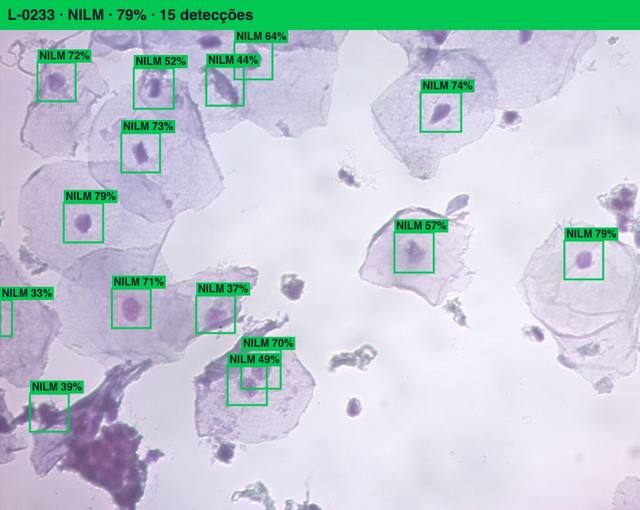 L-0233 · NILM · 79% · 15 detecções
NILM 64%
NILM 72%
NILM 52%
NILM 44%
NILM 74%
NILM 73%
NILM 79%
NILM 57%
NILM 79%
NILM 71%
NILM 33%
NILM 37%
NILM 70%
NILM 49%
NILM 39%